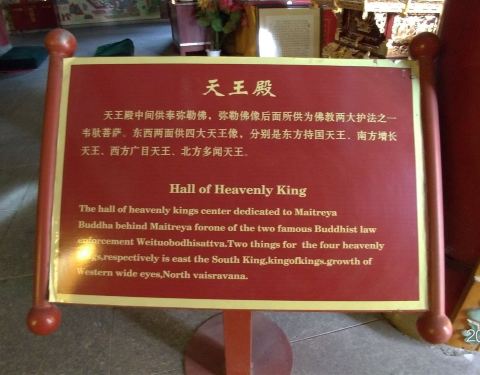 天王殿
天王殿中间供奉弥勒佛，弥勒佛像后面所供为佛教两大护法之一
韦驮菩萨。东西两面供四大天王像，分别是东方持国天王、南方增长
天王、西方广目天王、北方多闻天王。
Hall of Heavenly King
The hall of heavenly kings center dedicated to Maitreya
Buddha behind Maitreya forone of the two famous Buddhist law
enforcement Weituobodhisattva.Two things for the four heavenly
kings,respectively is east the South King,kingofkings.growth of
Western wide eyes,North vaisravana.
20